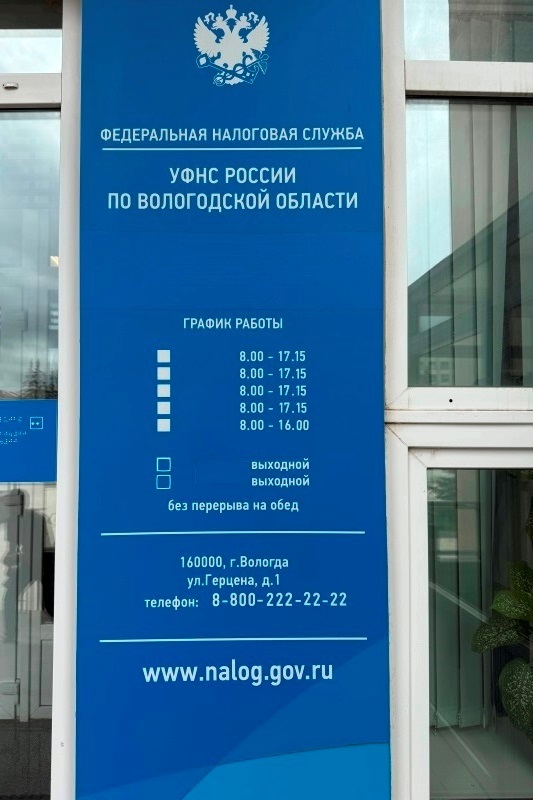 ФЕДЕРАЛЬНАЯ НАЛОГОВАЯ СЛУЖБА
УФНС РОССИИ
ПО ВОЛОГОДСКОЙ ОБЛАСТИ
ГРАФИК РАБОТЫ
8.00 - 17.15
8.00 - 17.15
8.00 - 17.15
8.00 - 17.15
8.00 - 16.00
выходной
выходной
без перерыва на обед
160000, г.Вологда
ул.Герцена, д.1
телефон: 8-800-222-22-22
www.nalog.gov.ru